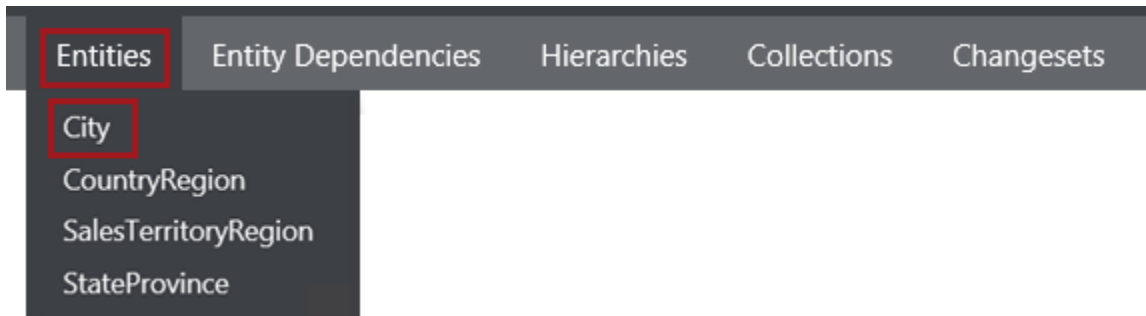 Entities Entity Dependencies Hierarchies Collections Changesets
City
CountryRegion
SalesTerritoryRegion
StateProvince